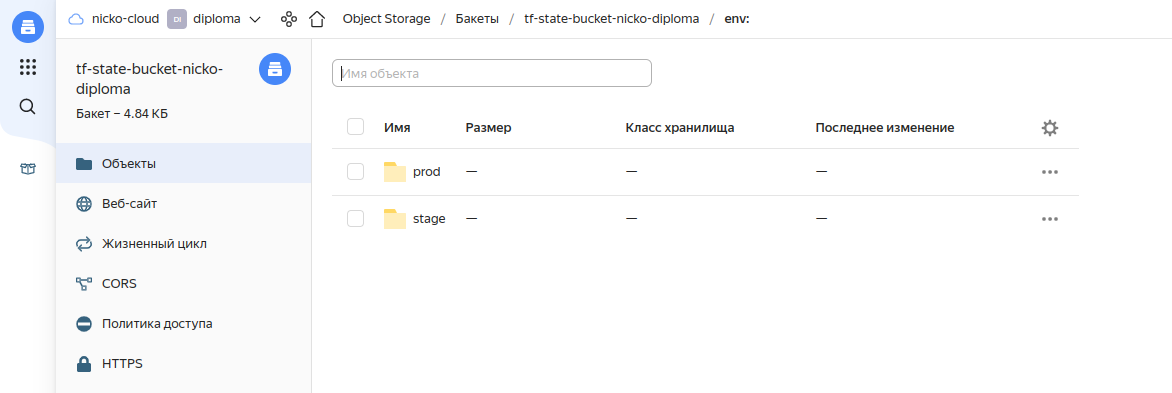 nicko-cloud DI diploma Object Storage / Бакеты / tf-state-bucket-nicko-diploma / env:
tf-state-bucket-nicko-
diploma
Бакет – 4.84 КБ
Объекты
Веб-сайт
Жизненный цикл
CORS
Политика доступа
HTTPS
Имя объекта
Имя Размер Класс хранилища Последнее изменение
prod — — —
stage — — —